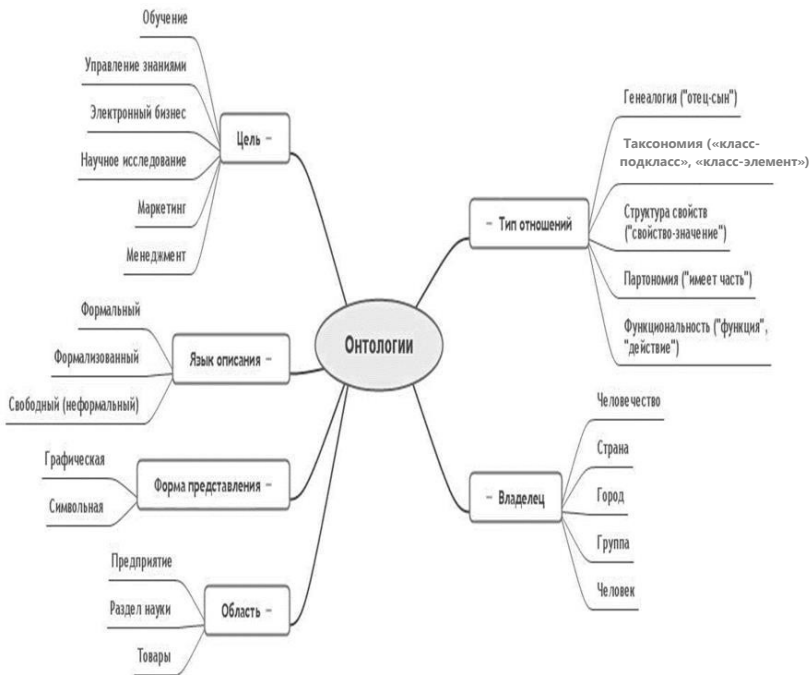 Обучение
Управление знаниями
Электронный бизнес
Научное исследование
Маркетинг
Менеджмент
Цель –
Формальный
Формализованный
Свободный (неформальный)
Язык описания –
Графическая
Символьная
Форма представления –
Предприятие
Раздел науки
Товары
Область –
Онтологии
– Тип отношений
Генеалогия ("отец-сын")
Таксономия («класс-
подкласс», «класс-элемент»)
Структура свойств
("свойство-значение")
Партономия ("имеет часть")
Функциональность ("функция",
"действие")
– Владелец
Человечество
Страна
Город
Группа
Человек